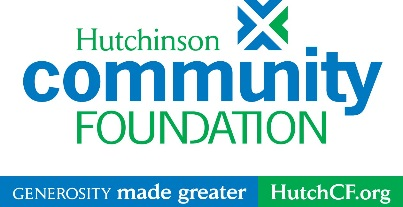 Hutchinson
community
FOUNDATION
GENEROSITY made greater HutchCF.org